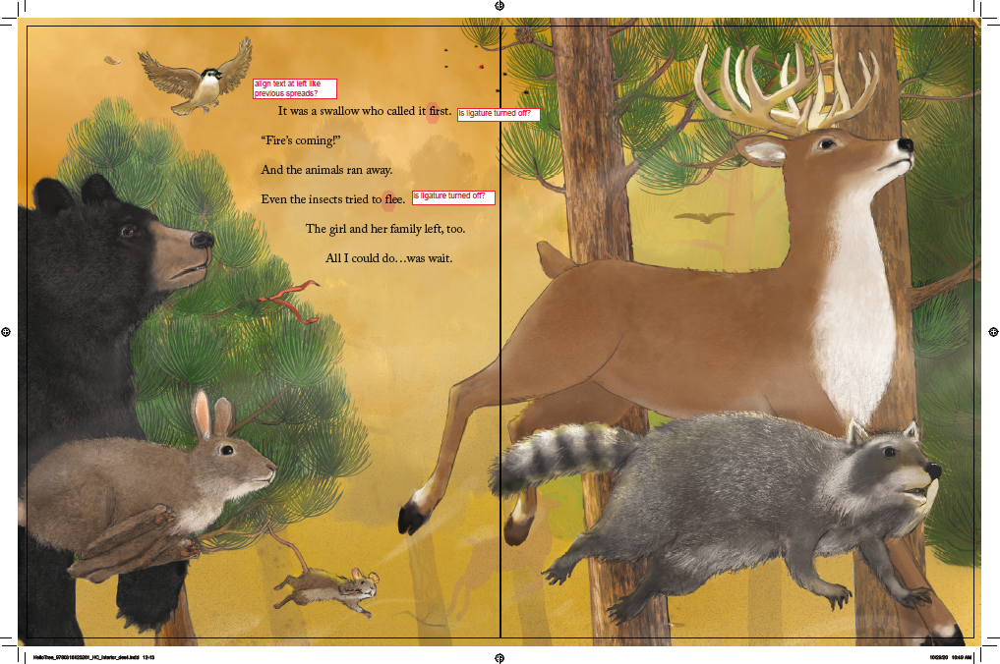 align text at left like
previous spreads?
It was a swallow who called it first.
is ligature turned off?
“Fire’s coming!”
And the animals ran away.
Even the insects tried to flee.
is ligature turned off?
The girl and her family left, too.
All I could do…was wait.
HelloTree_9780316423261_HC_Interior_des4.indd 12-13
10/29/20 10:49 AM